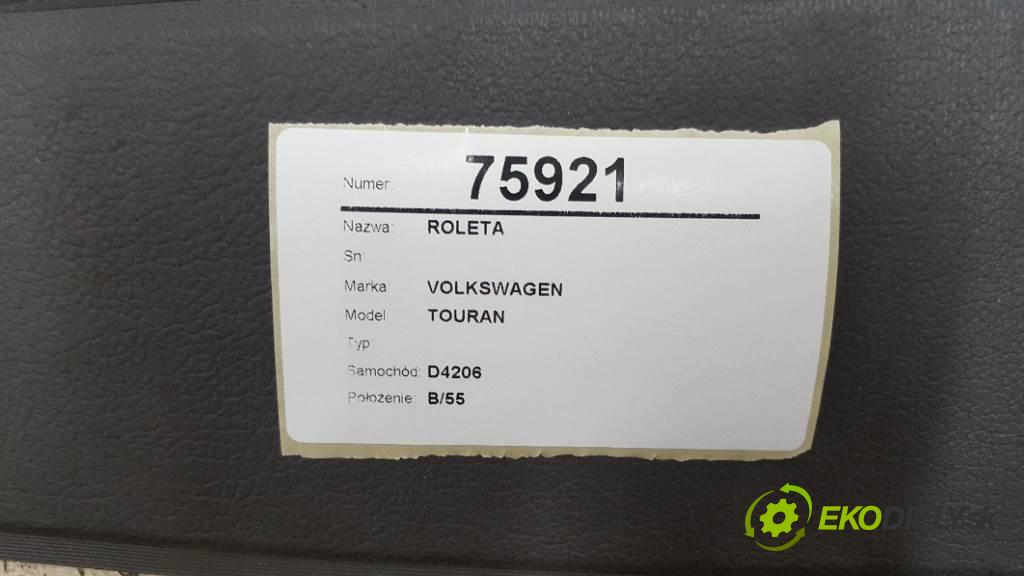 Numer: 75921
Nazwa: ROLETA
Sn:
Marka: VOLKSWAGEN
Model: TOURAN
Typ:
Samochód: D4206
Położenie: B/55
EKODIELY.sk